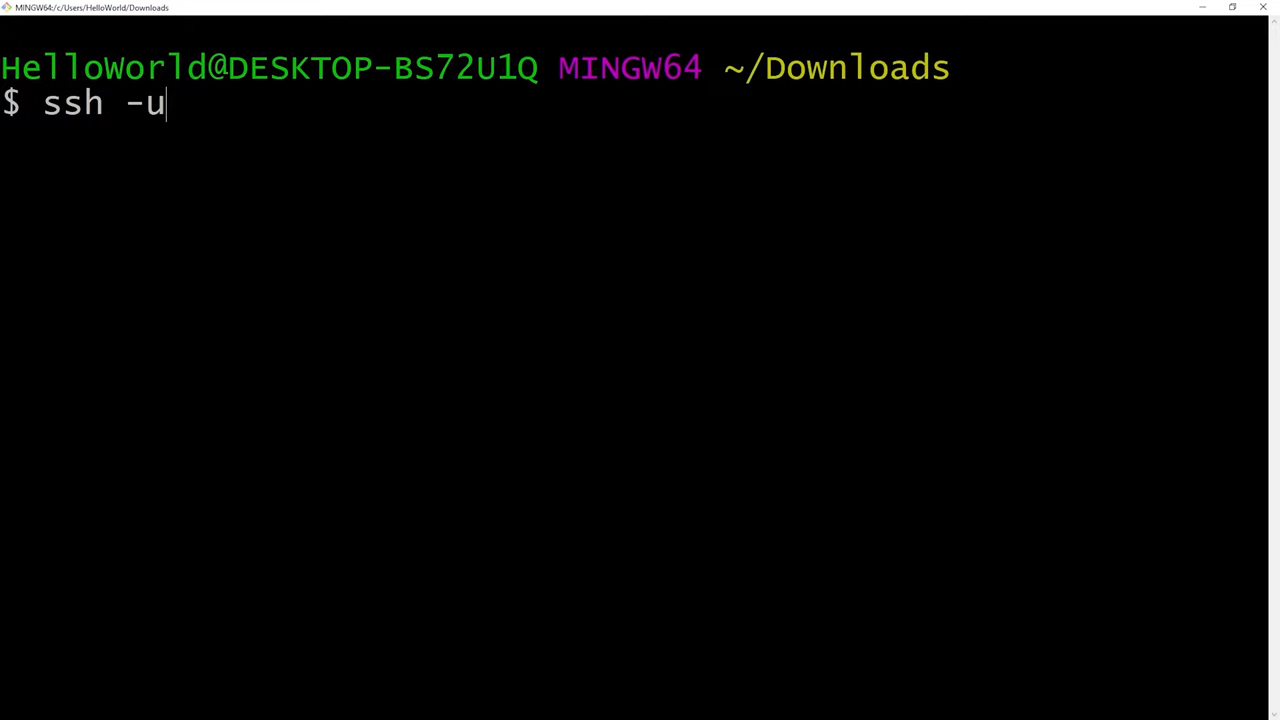 MINGW64:/c/Users/HelloWorld/Downloads
HelloWorld@DESKTOP-BS72U1Q MINGW64 ~/Downloads
$ ssh -u